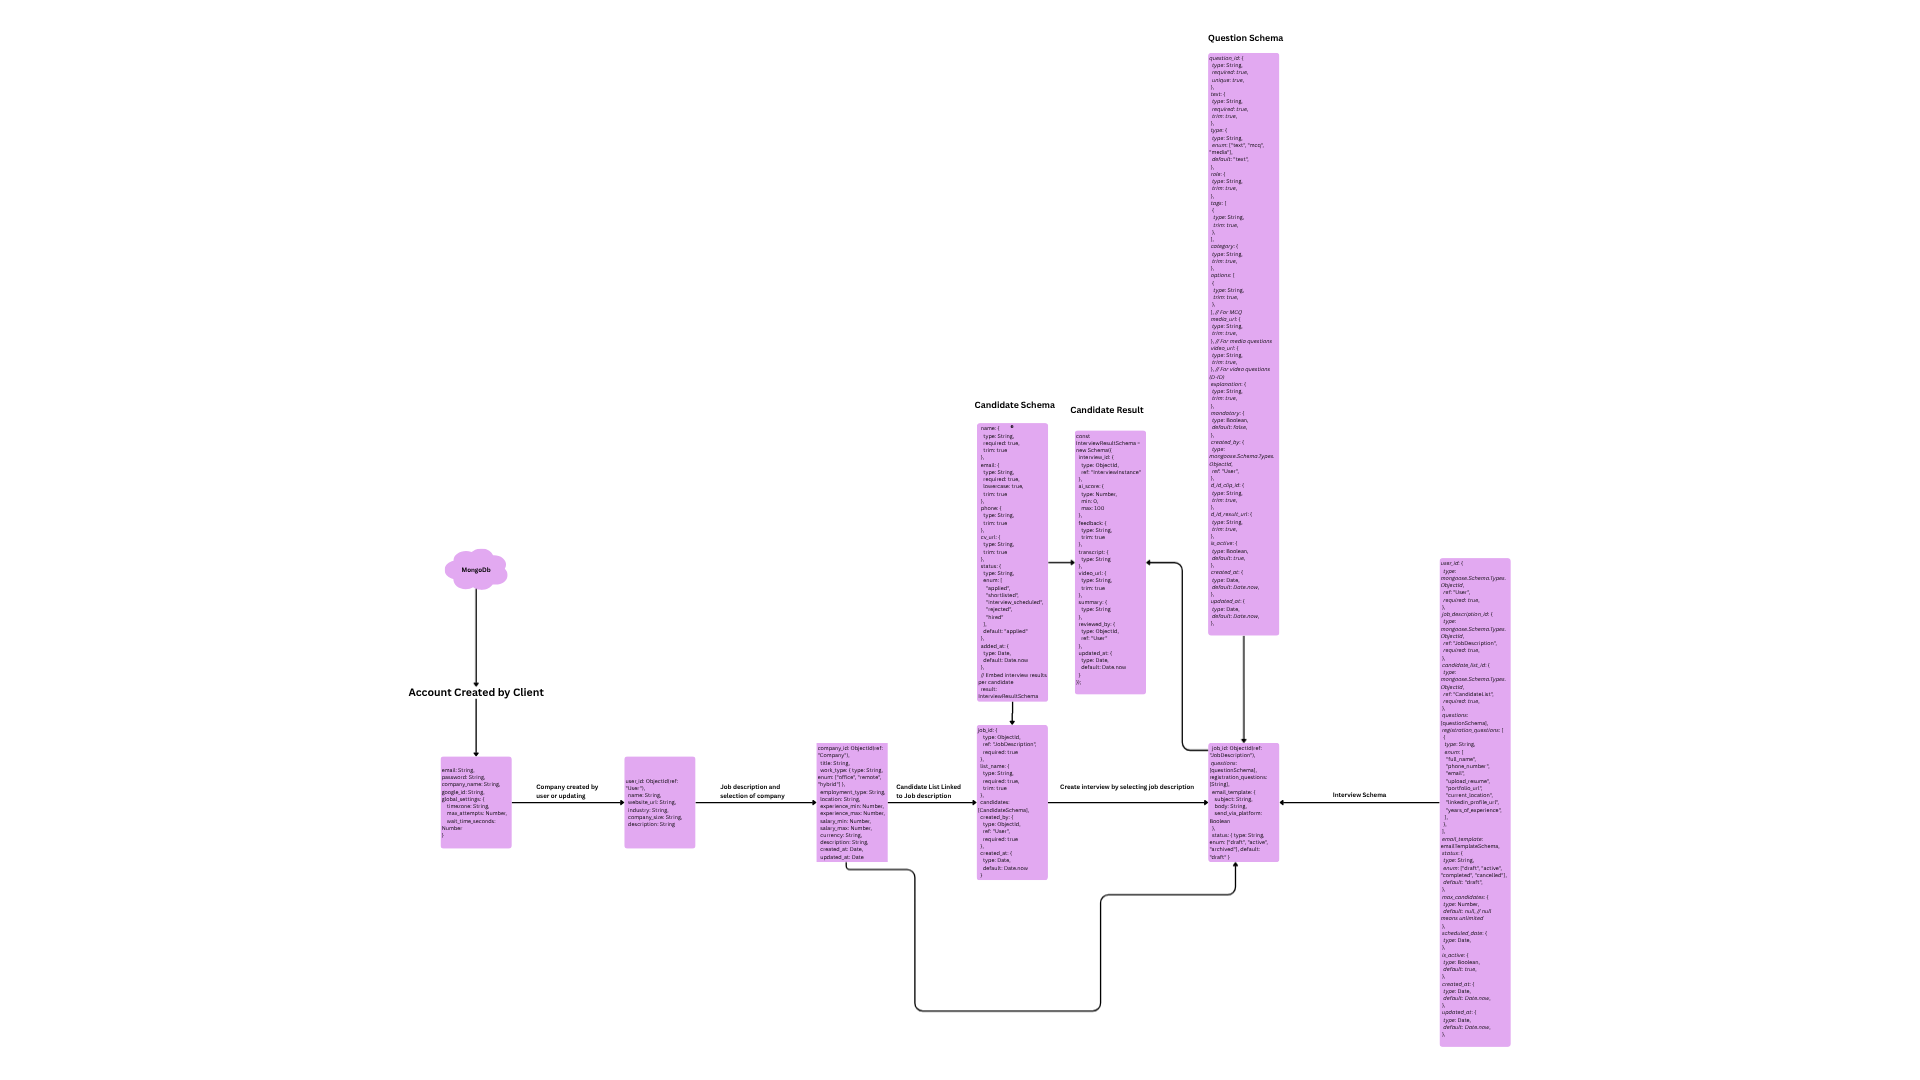 Question Schema
question_id: {
type: String,
required: true,
unique: true,
},
text: {
type: String,
required: true,
trim: true,
},
type: {
type: String,
enum: ["text", "mcq",
"media"],
default: "text",
},
role: {
type: String,
trim: true,
},
tags: [
{
type: String,
trim: true,
},
],
category: {
type: String,
trim: true,
},
options: [
{
type: String,
trim: true,
},
], // For MCQ
media_url: {
type: String,
trim: true,
}, // For media questions
video_url: {
type: String,
trim: true,
}, // For video questions
(D-ID)
explanation: {
type: String,
trim: true,
},
mandatory: {
type: Boolean,
default: false,
},
created_by: {
type:
mongoose.Schema.Types.
ObjectId,
ref: "User",
},
d_id_clip_id: {
type: String,
trim: true,
},
d_id_result_url: {
type: String,
trim: true,
},
is_active: {
type: Boolean,
default: true,
},
created_at: {
type: Date,
default: Date.now,
},
updated_at: {
type: Date,
default: Date.now,
},
Candidate Schema
name: {
type: String,
required: true,
trim: true
},
email: {
type: String,
required: true,
lowercase: true,
trim: true
},
phone: {
type: String,
trim: true
},
cv_url: {
type: String,
trim: true
},
status: {
type: String,
enum: [
"applied",
"shortlisted",
"interview_scheduled",
"rejected",
"hired"
],
default: "applied"
},
added_at: {
type: Date,
default: Date.now
},
// Embed interview results
per candidate
result:
InterviewResultSchema
Candidate Result
const
InterviewResultSchema =
new Schema({
interview_id: {
type: ObjectId,
ref: "InterviewInstance"
},
ai_score: {
type: Number,
min: 0,
max: 100
},
feedback: {
type: String,
trim: true
},
transcript: {
type: String
},
video_url: {
type: String,
trim: true
},
summary: {
type: String
},
reviewed_by: {
type: ObjectId,
ref: "User"
},
updated_at: {
type: Date,
default: Date.now
}
});
MongoDb
Account Created by Client
email: String,
password: String,
company_name: String,
google_id: String,
global_settings: {
timezone: String,
max_attempts: Number,
wait_time_seconds:
Number
}
Company created by
user or updating
user_id: ObjectId(ref:
"User"),
name: String,
website_url: String,
industry: String,
company_size: String,
description: String
Job description and
selection of company
company_id: ObjectId(ref:
"Company"),
title: String,
work_type: { type: String,
enum: ["office", "remote",
"hybrid"] },
employment_type: String,
location: String,
experience_min: Number,
experience_max: Number,
salary_min: Number,
salary_max: Number,
currency: String,
description: String,
created_at: Date,
updated_at: Date
Candidate List Linked
to Job description
job_id: {
type: ObjectId,
ref: "JobDescription",
required: true
},
list_name: {
type: String,
required: true,
trim: true
},
candidates:
[CandidateSchema],
created_by: {
type: ObjectId,
ref: "User",
required: true
},
created_at: {
type: Date,
default: Date.now
}
Create interview by selecting job description
job_id: ObjectId(ref:
"JobDescription"),
questions:
[questionSchema],
registration_questions:
[String],
email_template: {
subject: String,
body: String,
send_via_platform:
Boolean
},
status: { type: String,
enum: ["draft", "active",
"archived"], default:
"draft" }
Interview Schema
user_id: {
type:
mongoose.Schema.Types.
ObjectId,
ref: "User",
required: true,
},
job_description_id: {
type:
mongoose.Schema.Types.
ObjectId,
ref: "JobDescription",
required: true,
},
candidate_list_id: {
type:
mongoose.Schema.Types.
ObjectId,
ref: "CandidateList",
required: true,
},
questions:
[questionSchema],
registration_questions: [
{
type: String,
enum: [
"full_name",
"phone_number",
"email",
"upload_resume",
"portfolio_url",
"current_location",
"linkedin_profile_url",
"years_of_experience",
],
},
],
email_template:
emailTemplateSchema,
status: {
type: String,
enum: ["draft", "active",
"completed", "cancelled"],
default: "draft",
},
max_candidates: {
type: Number,
default: null, // null
means unlimited
},
scheduled_date: {
type: Date,
},
is_active: {
type: Boolean,
default: true,
},
created_at: {
type: Date,
default: Date.now,
},
updated_at: {
type: Date,
default: Date.now,
},